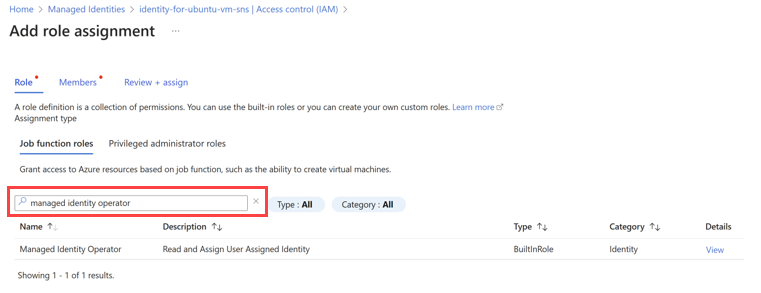 Home > Managed Identities > identity-for-ubuntu-vm-sns | Access control (IAM) >
Add role assignment ...
Role Members Review + assign
A role definition is a collection of permissions. You can use the built-in roles or you can create your own custom roles. Learn more
Assignment type
Job function roles Privileged administrator roles
Grant access to Azure resources based on job function, such as the ability to create virtual machines.
managed identity operator × Type : All Category : All
Name ↑↓ Description ↑↓ Type ↑↓ Category ↑↓ Details
Managed Identity Operator Read and Assign User Assigned Identity BuiltInRole Identity View
Showing 1 - 1 of 1 results.